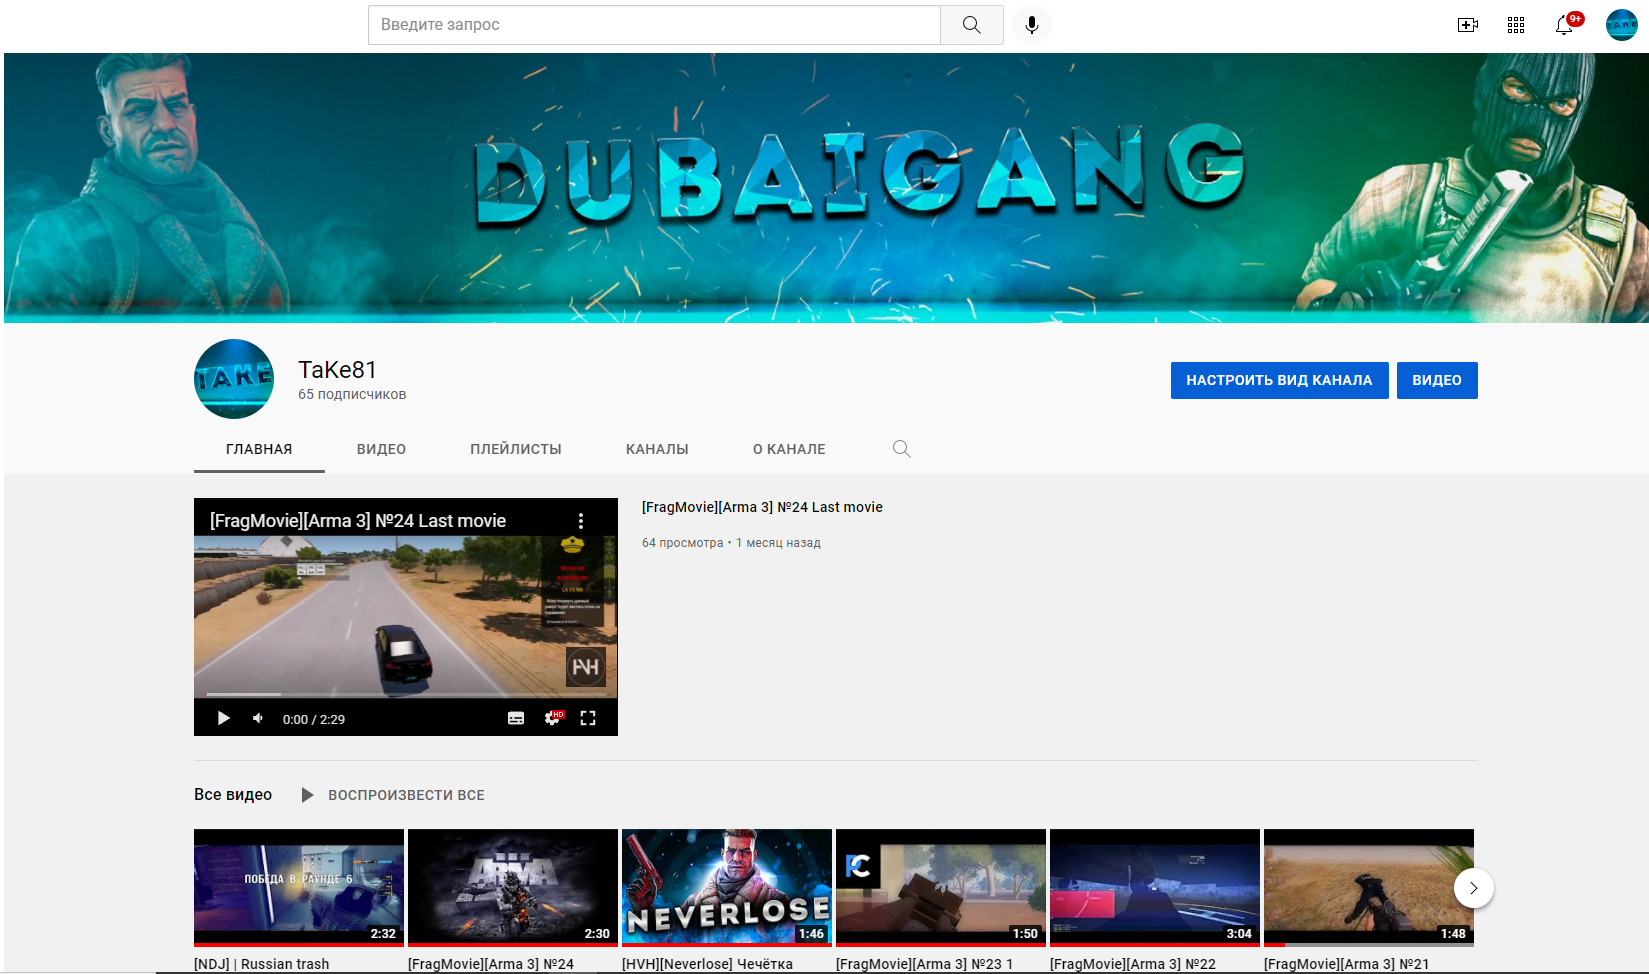 Введите запрос
9+
TAKE
DUBAIGANG
TAKE
TaKe81
65 подписчиков
НАСТРОИТЬ ВИД КАНАЛА
ВИДЕО
ГЛАВНАЯ
ВИДЕО
ПЛЕЙЛИСТЫ
КАНАЛЫ
О КАНАЛЕ
[FragMovie][Arma 3] №24 Last movie
HD
0:00 / 2:29
[FragMovie][Arma 3] №24 Last movie
64 просмотра • 1 месяц назад
Все видео
ВОСПРОИЗВЕСТИ ВСЕ
ПОБЕДА В РАУНДЕ 6
2:32
ARMA
2:30
NEVERLOSE
1:46
1:50
3:04
1:48
[NDJ] | Russian trash
[FragMovie][Arma 3] №24
[HVH][Neverlose] Чечётка
[FragMovie][Arma 3] №23 1
[FragMovie][Arma 3] №22
[FragMovie][Arma 3] №21